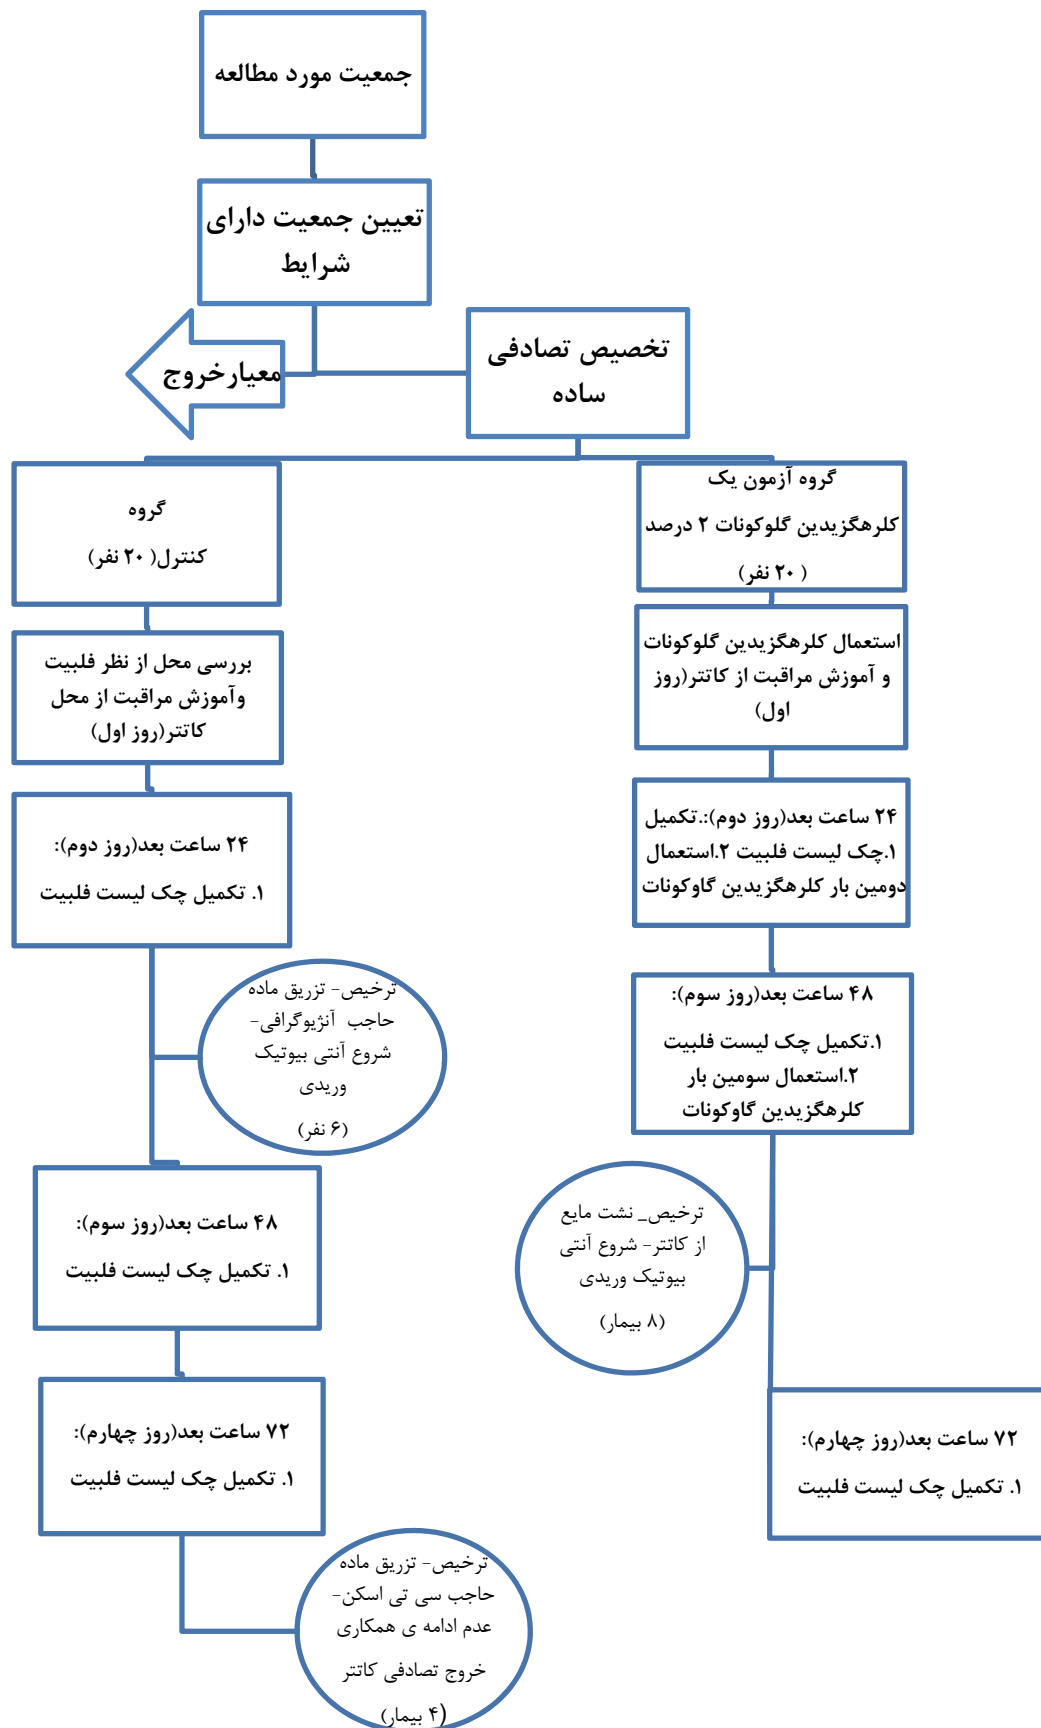 جمعیت مورد مطالعه
تعیین جمعیت دارای
شرایط
معیارخروج
تخصیص تصادفی
ساده
گروه آزمون یک
کلرهگزیدین گلوکونات ۲ درصد
( ۲۰ نفر)
استعمال کلرهگزیدین گلوکونات
و آموزش مراقبت از کاتتر(روز
اول)
۲۴ ساعت بعد(روز دوم):.تکمیل
۱.چک لیست فلبیت ۲.استعمال
دومین بار کلرهگزیدین گاوکونات
۴۸ ساعت بعد(روز سوم):
۱.تکمیل چک لیست فلبیت
۲.استعمال سومین بار
کلرهگزیدین گاوکونات
ترخیص_ نشت مایع
از کاتتر- شروع آنتی
بیوتیک وریدی
(۸ بیمار)
۷۲ ساعت بعد(روز چهارم):
۱. تکمیل چک لیست فلبیت
گروه
کنترل( ۲۰ نفر)
بررسی محل از نظر فلبیت
وآموزش مراقبت از محل
کاتتر(روز اول)
۲۴ ساعت بعد(روز دوم):
۱. تکمیل چک لیست فلبیت
ترخیص- تزریق ماده
حاجب آنژیوگرافی-
شروع آنتی بیوتیک
وریدی
(۶ نفر)
۴۸ ساعت بعد(روز سوم):
۱. تکمیل چک لیست فلبیت
۷۲ ساعت بعد(روز چهارم):
۱. تکمیل چک لیست فلبیت
ترخیص- تزریق ماده
حاجب سی تی اسکن-
عدم ادامه ی همکاری
خروج تصادفی کاتتر
(۴ بیمار)